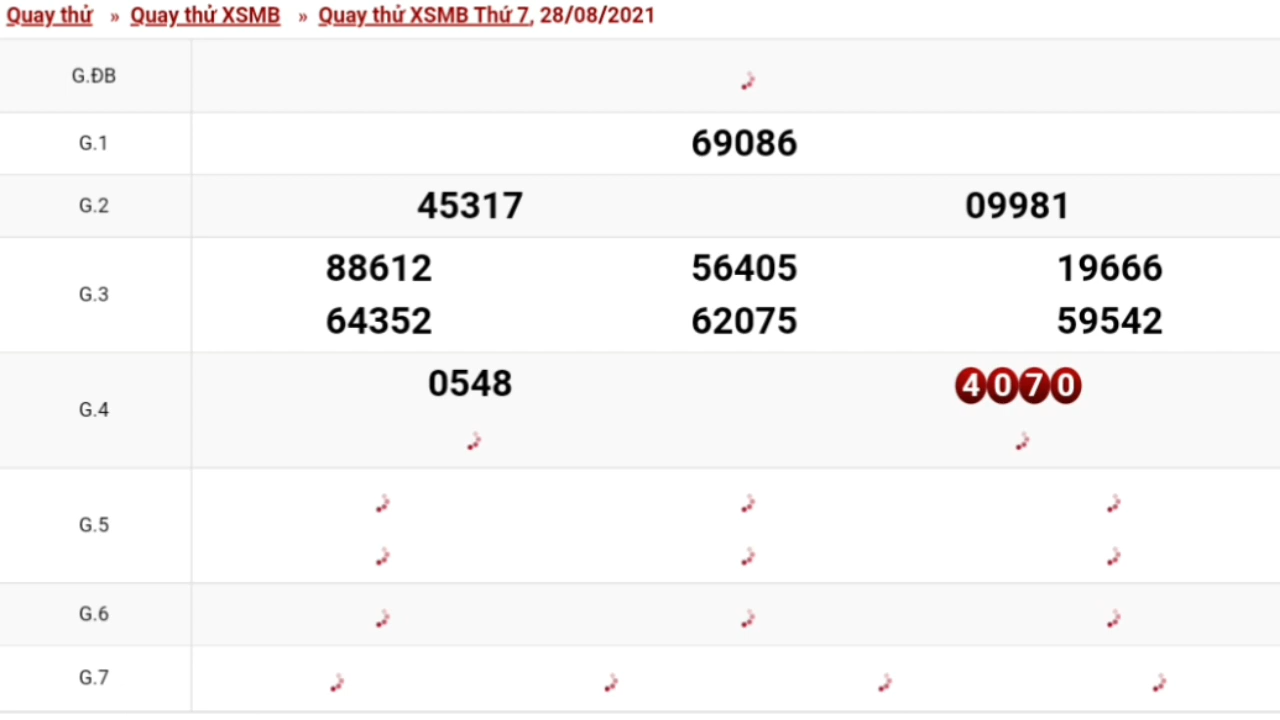 Quay thử » Quay thử XSMB » Quay thử XSMB Thứ 7, 28/08/2021
G.ĐB
G.1 69086
G.2 45317 09981
G.3
88612 56405 19666
64352 62075 59542
G.4
0548 4070
G.5
G.6
G.7